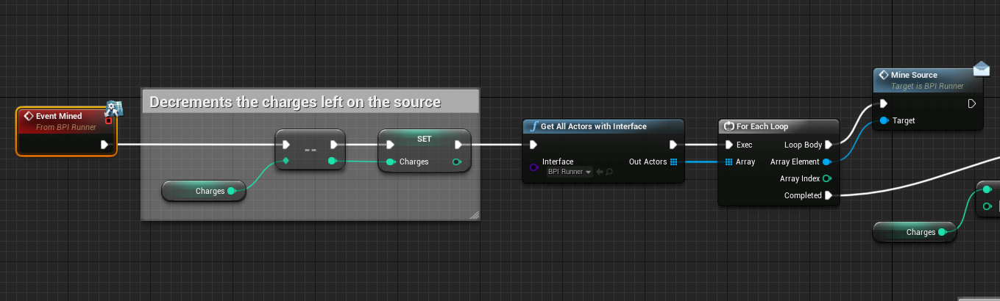 Decrements the charges left on the source
Event Mined
From BPI Runner
--
SET
Charges
Charges
Get All Actors with Interface
Interface
BPI Runner
Out Actors
For Each Loop
Exec
Loop Body
Array
Array Element
Array Index
Completed
Mine Source
Target is BPI Runner
Target
Charges